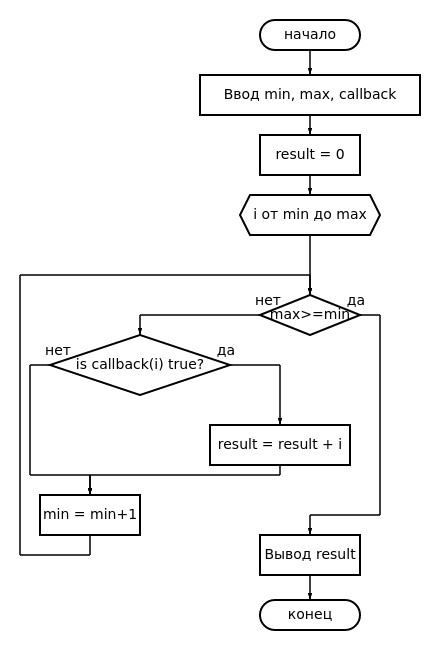 начало
Ввод min, max, callback
result = 0
i от min до max
нет
да
max>=min
нет
да
is callback(i) true?
result = result + i
min = min+1
Вывод result
конец